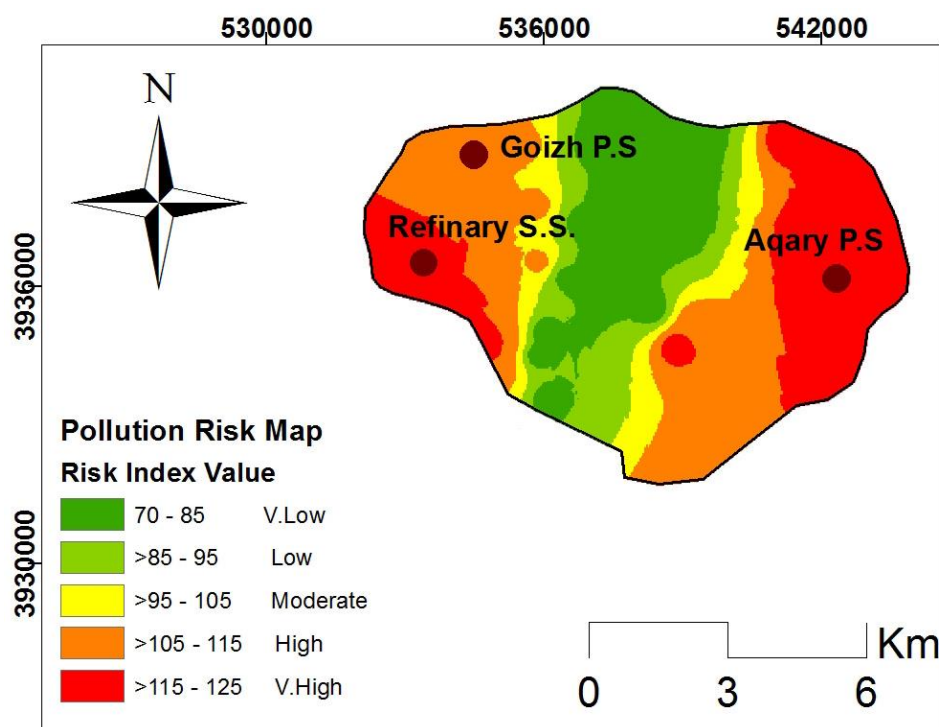 530000 536000 542000
N
Goizh P.S
Refinary S.S.
Aqary P.S
3936000
3930000
Pollution Risk Map
Risk Index Value
70 - 85 V.Low
>85 - 95 Low
>95 - 105 Moderate
>105 - 115 High
>115 - 125 V.High
Km
0 3 6